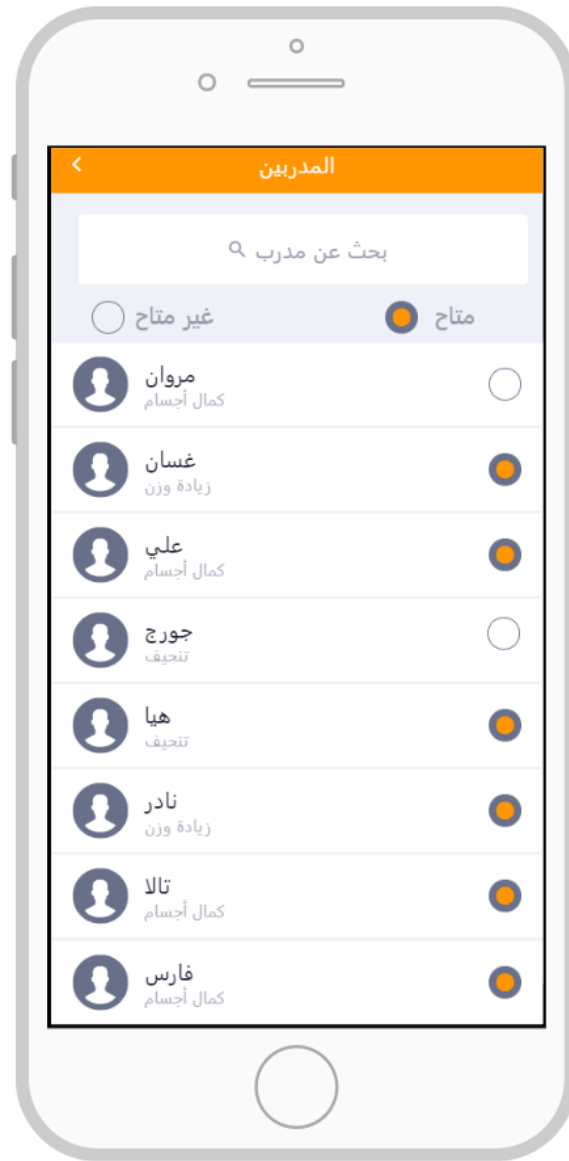 المدربين
بحث عن مدرب
متاح غير متاح
مروان
كمال أجسام
غسان
زيادة وزن
علي
كمال أجسام
جورج
تنحيف
هيا
تنحيف
نادر
زيادة وزن
تالا
كمال أجسام
فارس
كمال أجسام